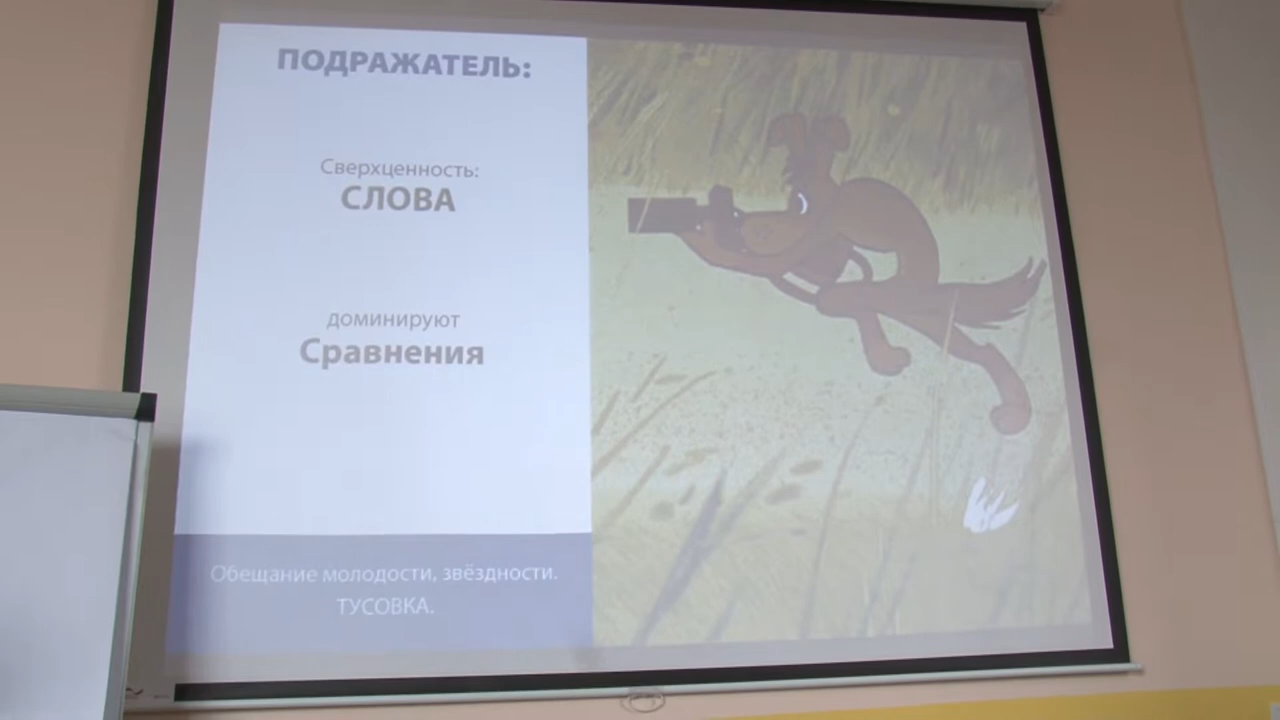 ПОДРАЖАТЕЛЬ:
Сверхценность:
СЛОВА
доминируют
Сравнения
Обещание молодости, звёздности.
ТУСОВКА.